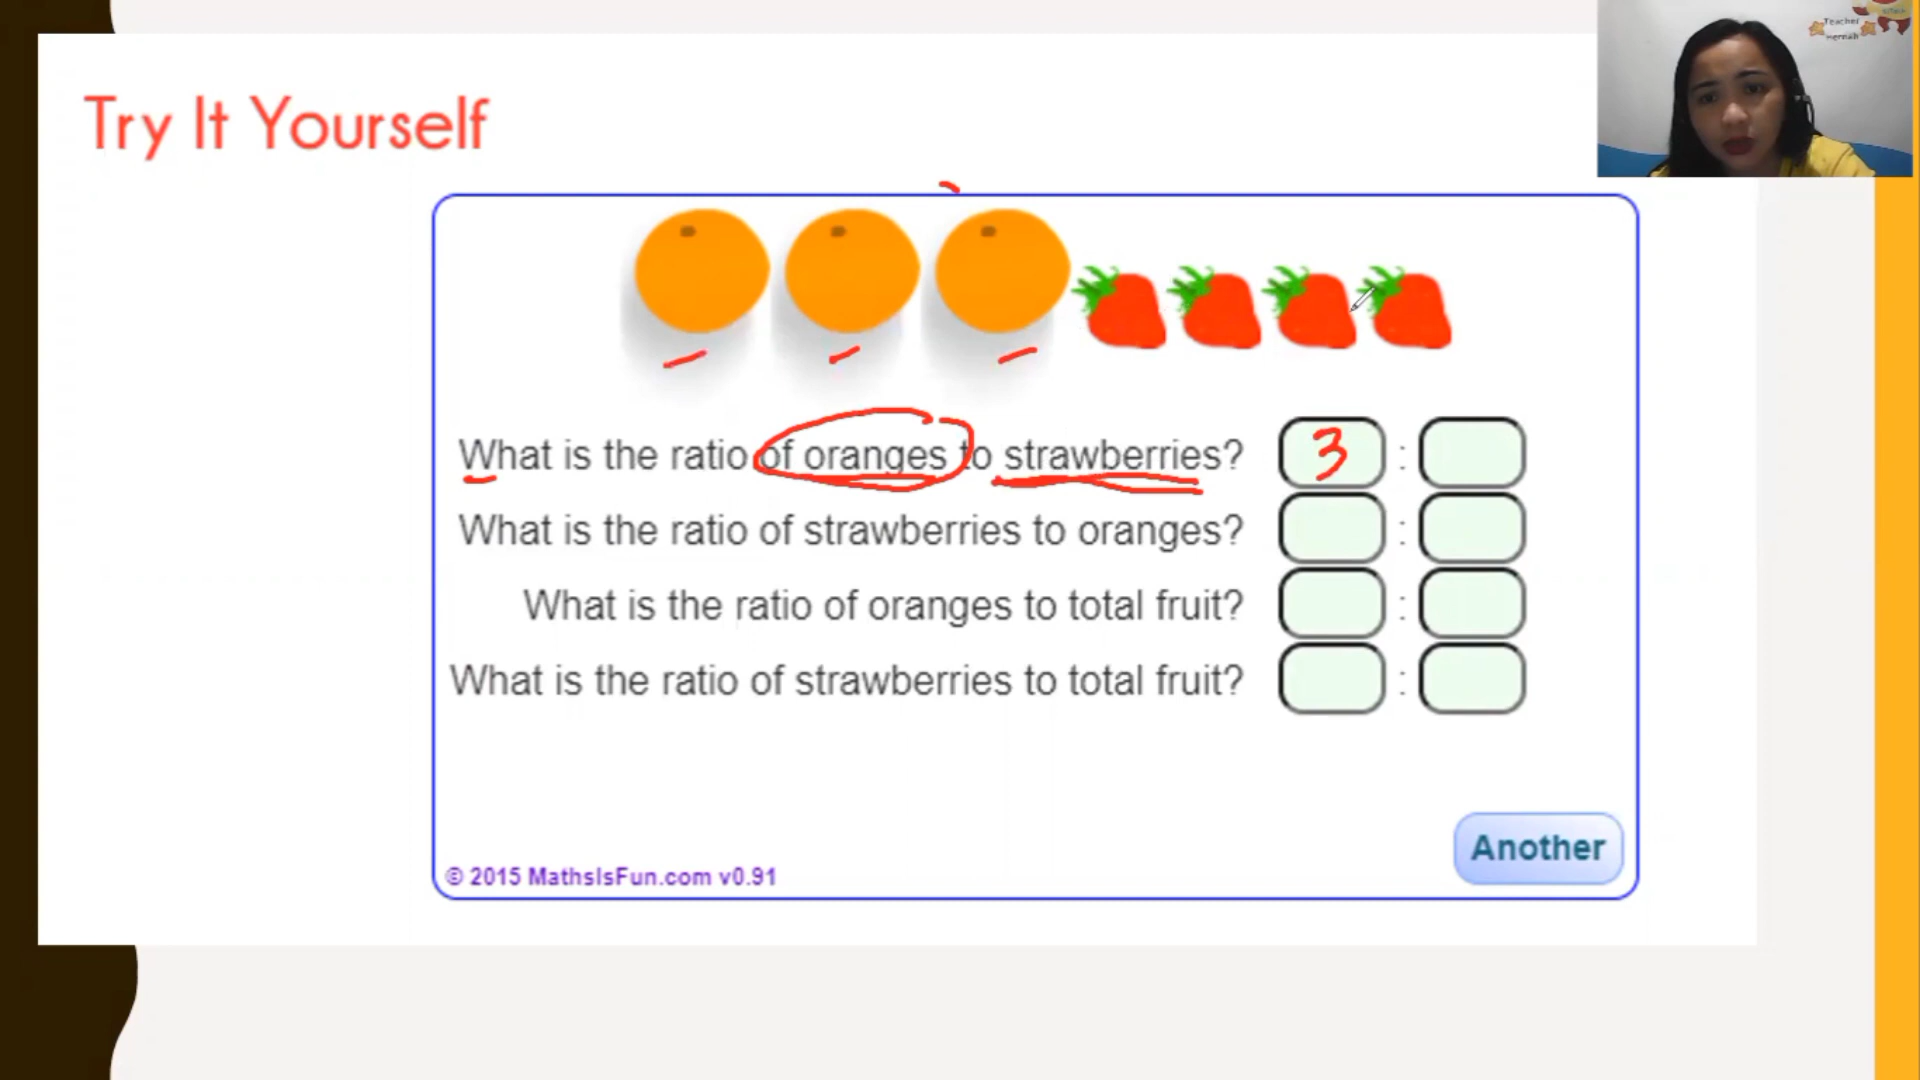 Teacher
Try It Yourself
What is the ratio of oranges to strawberries? 3 :
What is the ratio of strawberries to oranges? :
What is the ratio of oranges to total fruit? :
What is the ratio of strawberries to total fruit? :
Another
© 2015 MathsIsFun.com v0.91